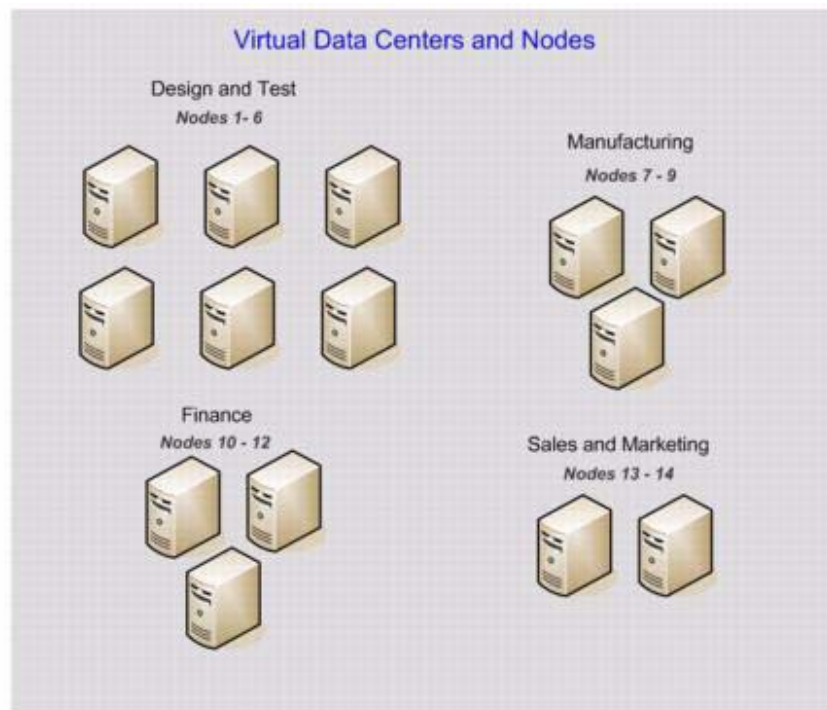 Virtual Data Centers and Nodes
Design and Test
Nodes 1- 6
Manufacturing
Nodes 7 - 9
Finance
Nodes 10 - 12
Sales and Marketing
Nodes 13 - 14